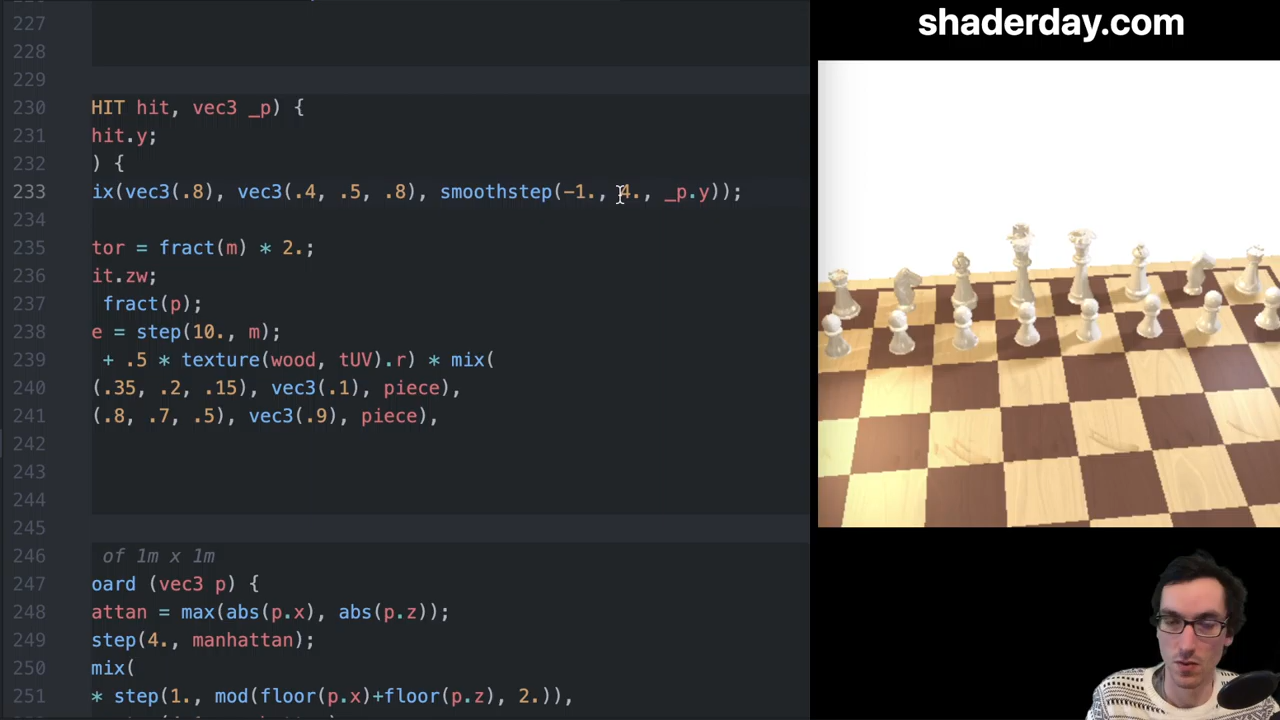 shaderday.com
227
228
229
230 HIT hit, vec3 _p) {
231 hit.y;
232 ) {
233 ix(vec3(.8), vec3(.4, .5, .8), smoothstep(-1., 4., _p.y));
234
235 tor = fract(m) * 2.;
236 it.zw;
237 fract(p);
238 e = step(10., m);
239 + .5 * texture(wood, tUV).r) * mix(
240 (.35, .2, .15), vec3(.1), piece),
241 (.8, .7, .5), vec3(.9), piece),
242
243
244
245
246 of 1m x 1m
247 oard (vec3 p) {
248 attan = max(abs(p.x), abs(p.z));
249 step(4., manhattan);
250 mix(
251 * step(1., mod(floor(p.x)+floor(p.z), 2.)),